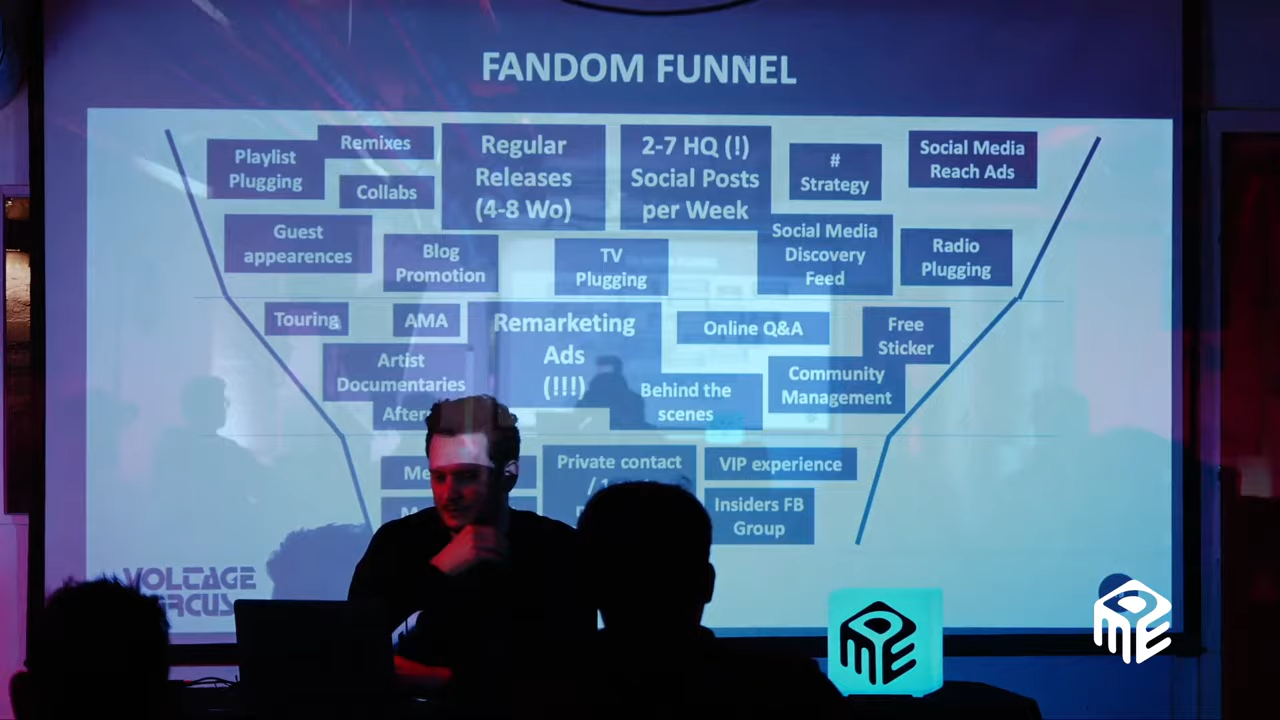 FANDOM FUNNEL
Playlist
Plugging
Remixes
Collabs
Regular
Releases
(4-8 Wo)
2-7 HQ (!)
Social Posts
per Week
#
Strategy
Social Media
Reach Ads
Guest
appearences
Blog
Promotion
TV
Plugging
Social Media
Discovery
Feed
Radio
Plugging
Touring
AMA
Remarketing
Ads
(!!!)
Online Q&A
Free
Sticker
Artist
Documentaries
Behind the
scenes
Community
Management
Private contact
VIP experience
Insiders FB
Group
VOLTAGE